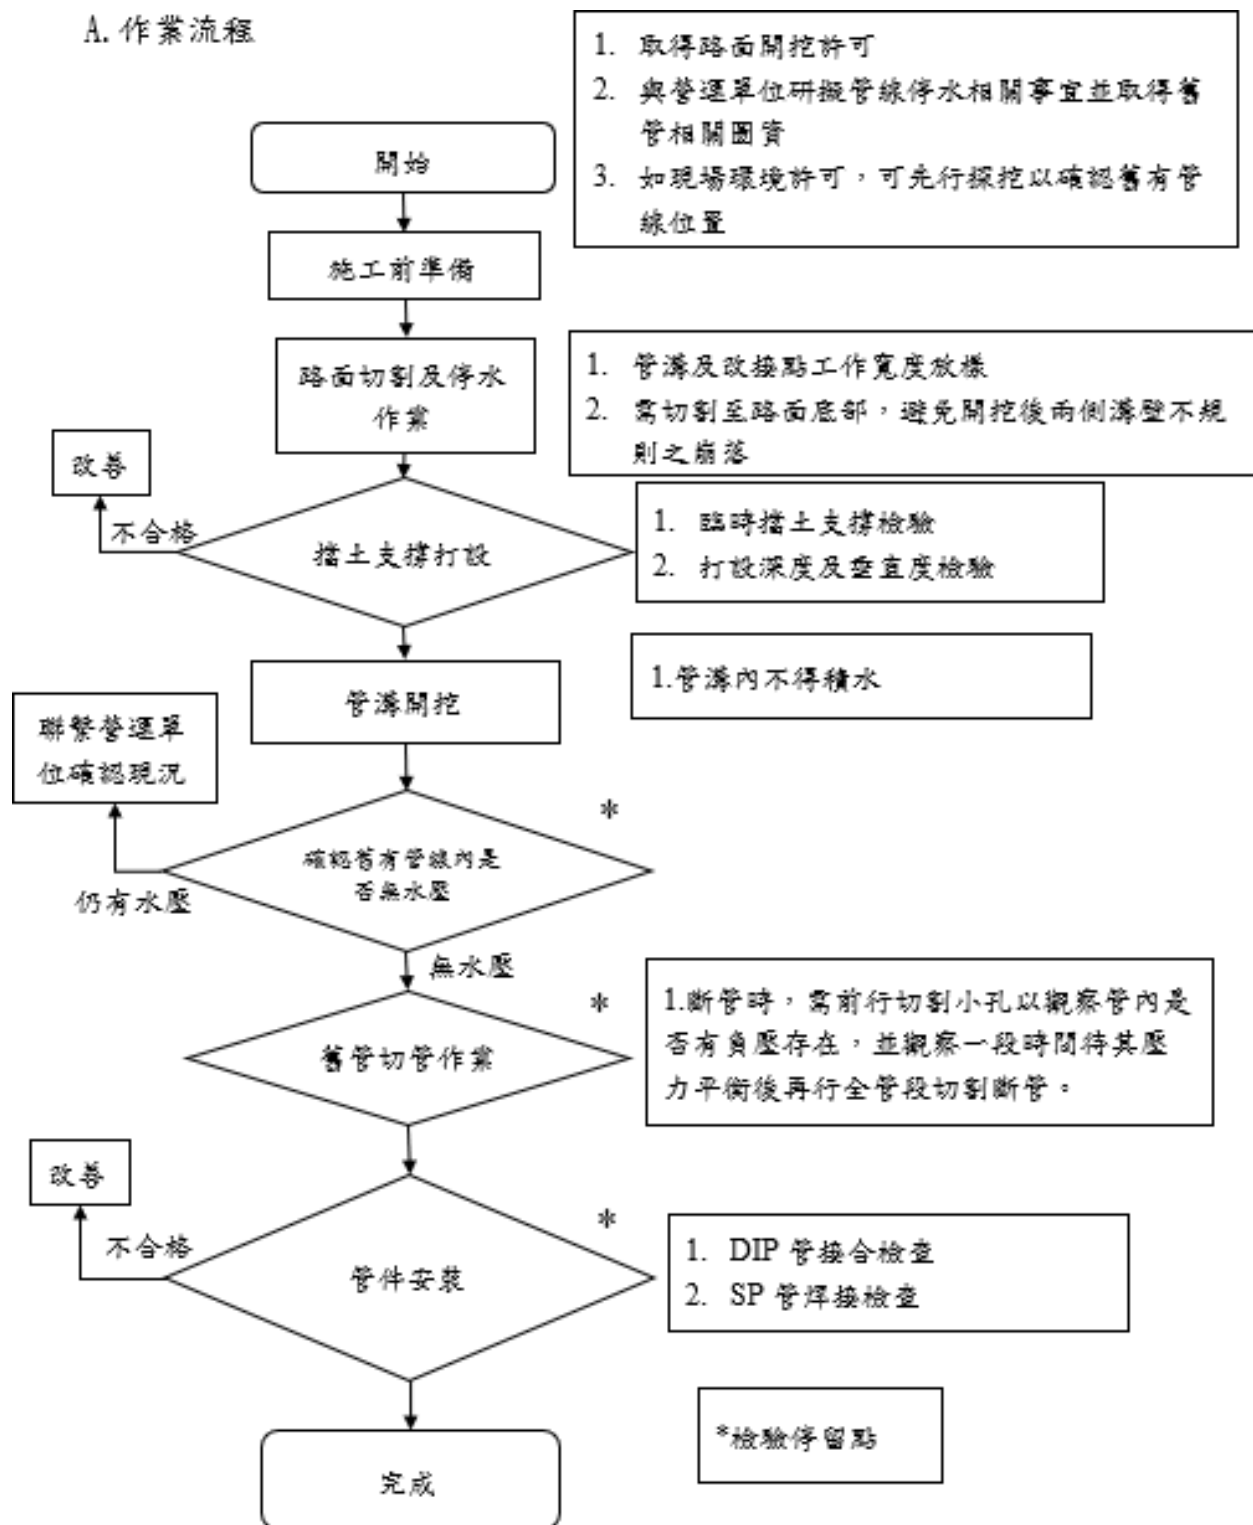 A.作業流程
1. 取得路面開挖許可
2. 與營運單位研擬管線停水相關事宜並取得舊
管相關圖資
3. 如現場環境許可，可先行探挖以確認舊有管
線位置
開始
施工前準備
路面切割及停水
作業
1. 管溝及改接點工作寬度放樣
2. 需切割至路面底部，避免開挖後兩側溝壁不規
則之崩落
改善
不合格
擋土支撐打設
1. 臨時擋土支撐檢驗
2. 打設深度及垂直度檢驗
管溝開挖
1.管溝內不得積水
聯繫營運單
位確認現況
*
確認舊有管線內是
否無水壓
仍有水壓
無水壓
*
舊管切管作業
1.斷管時，需前行切割小孔以觀察管內是
否有負壓存在，並觀察一段時間待其壓
力平衡後再行全管段切割斷管。
改善
不合格
*
管件安裝
1. DIP 管接合檢查
2. SP 管焊接檢查
*檢驗停留點
完成